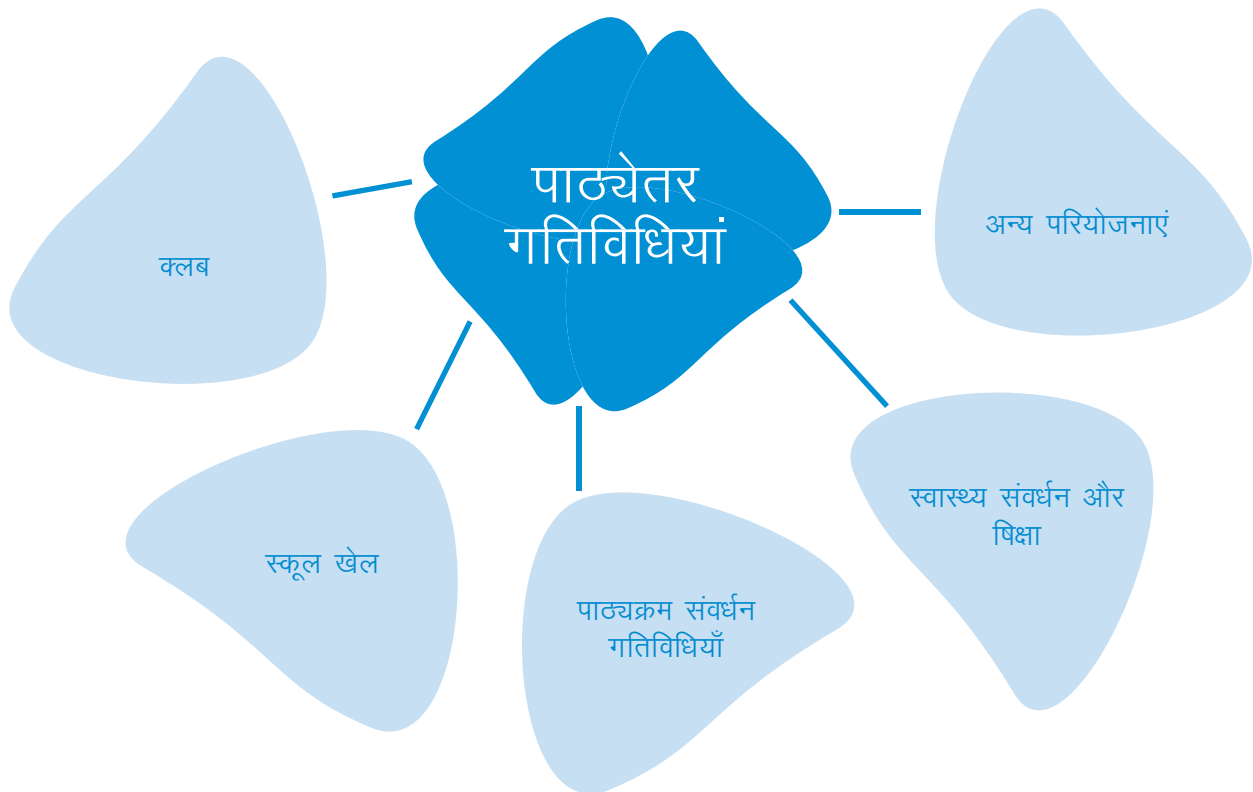 पाठ्येतर
गतिविधियां
क्लब
अन्य परियोजनाएं
स्कूल खेल
पाठ्यक्रम संवर्धन
गतिविधियाँ
स्वास्थ्य संवर्धन और
षिक्षा